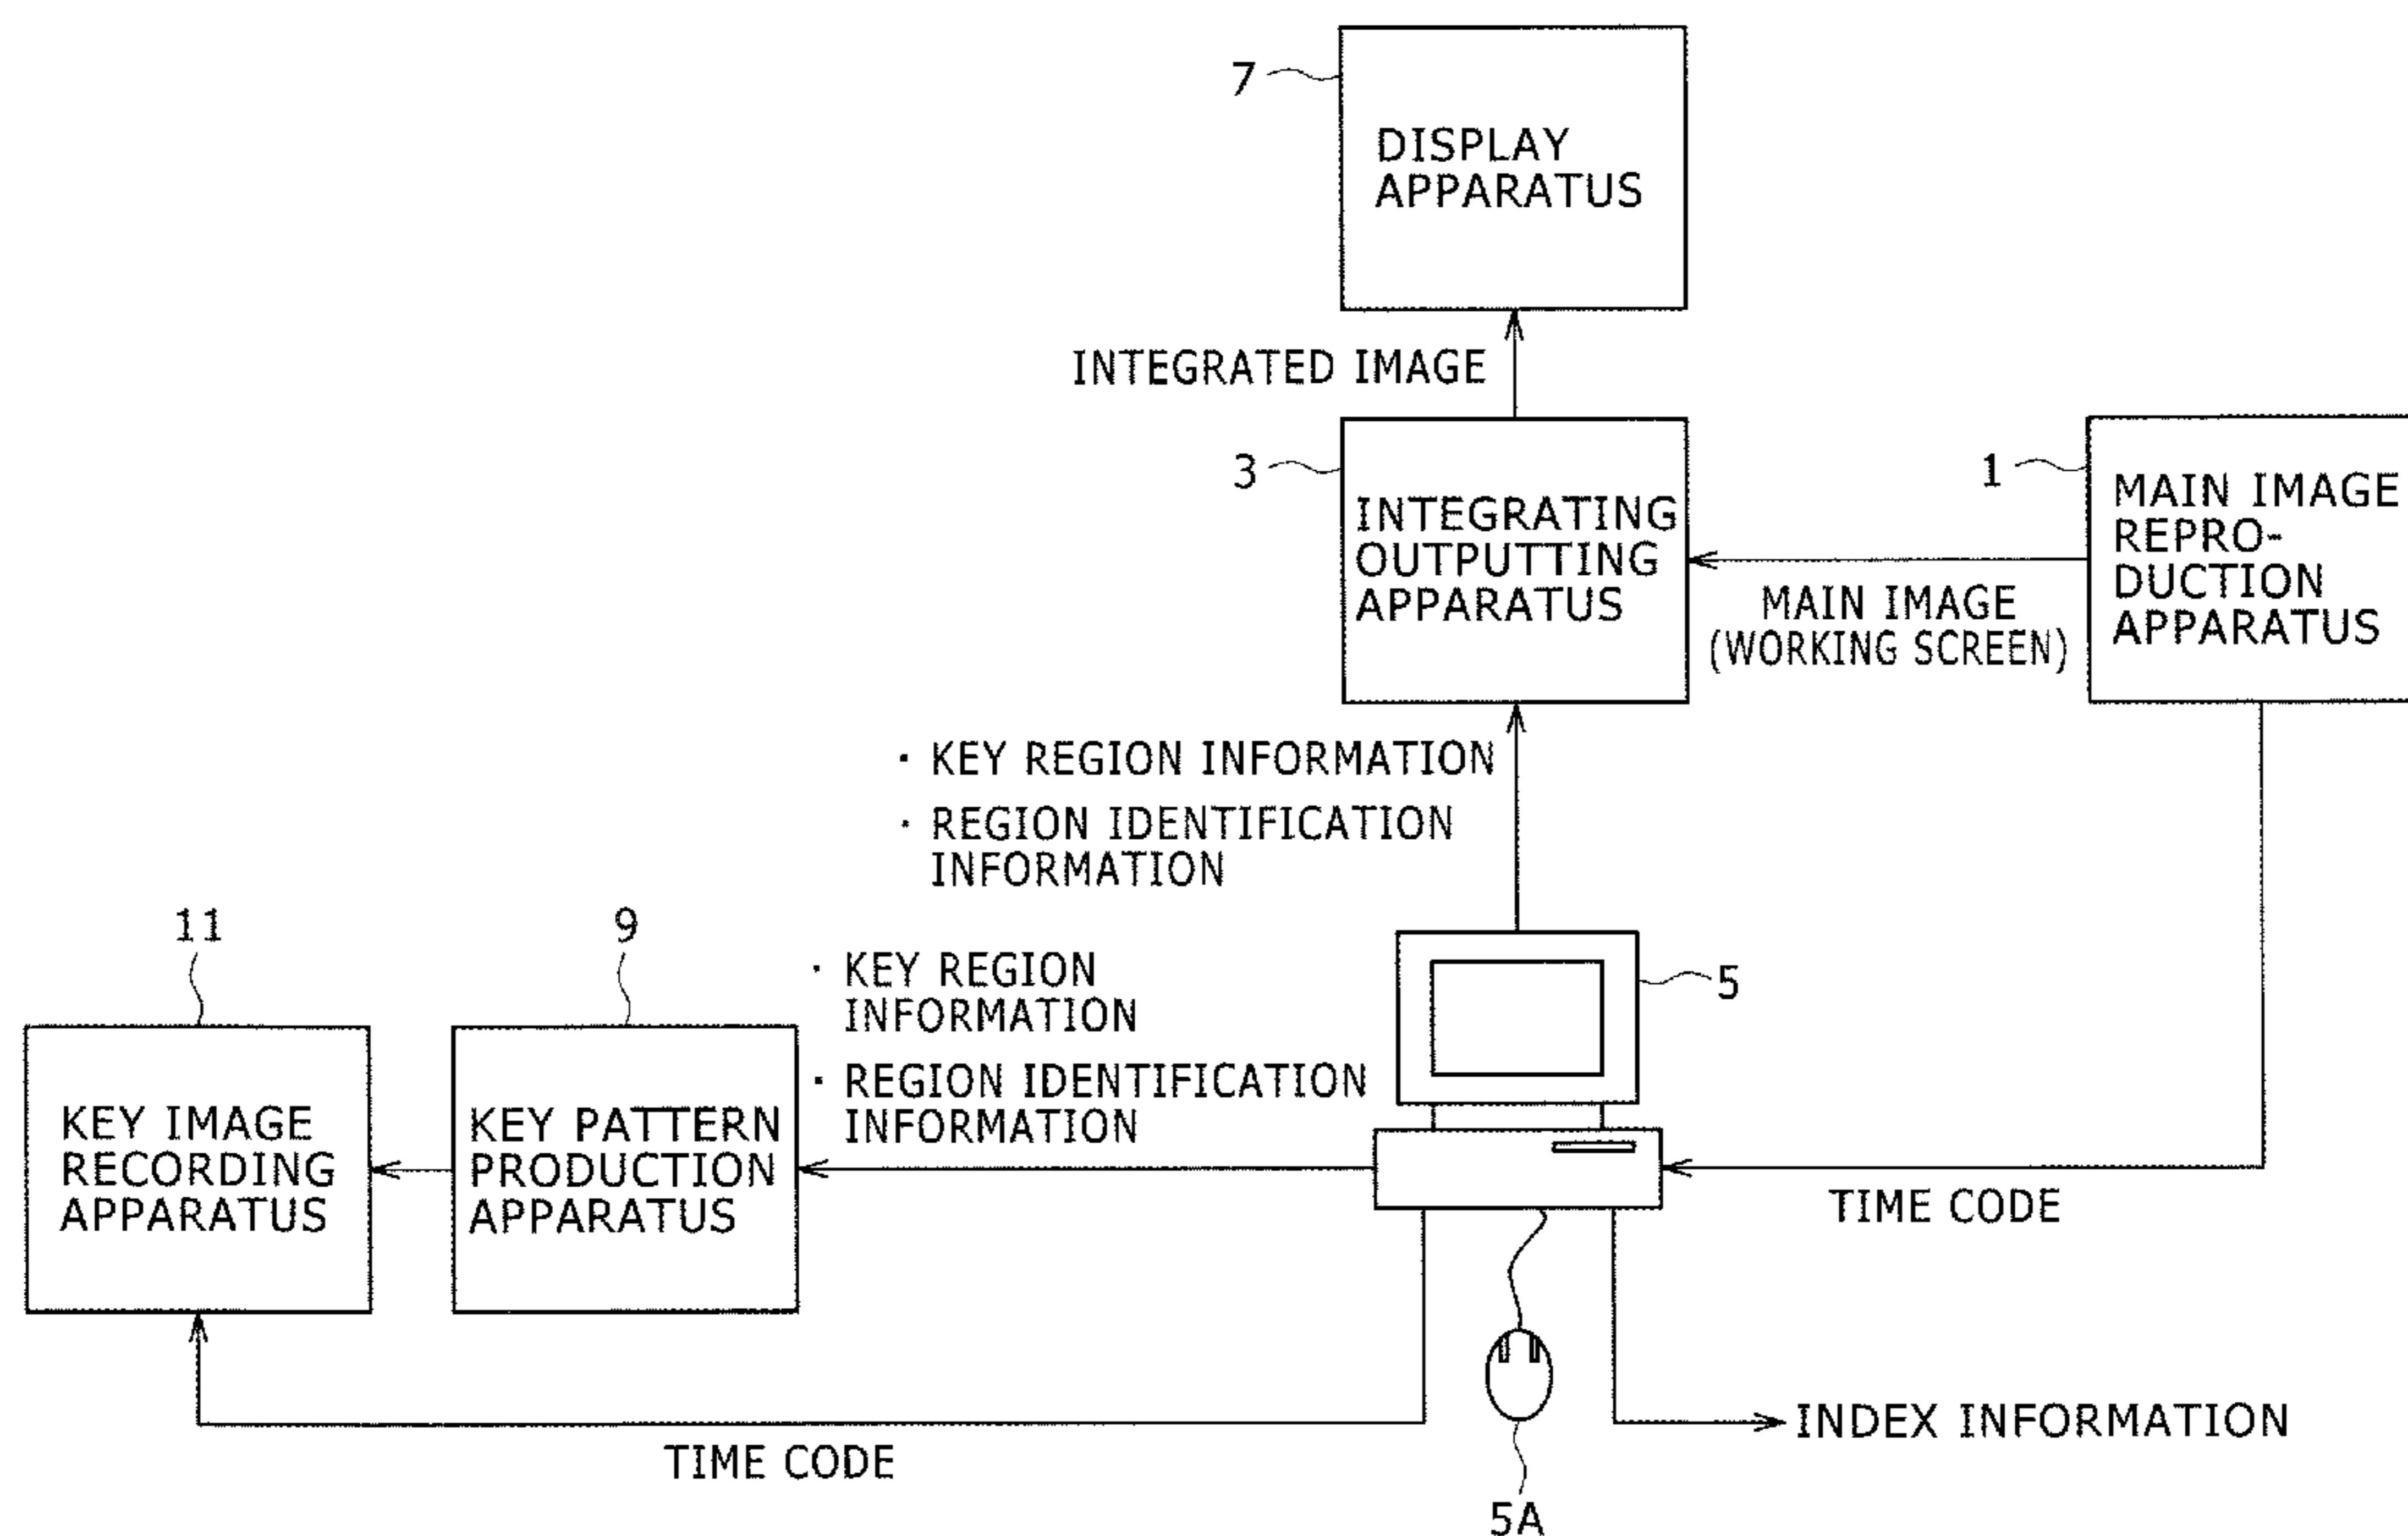 7
DISPLAY
APPARATUS
INTEGRATED IMAGE
3
INTEGRATING
OUTPUTTING
APPARATUS
1
MAIN IMAGE
REPRO-
DUCTION
APPARATUS
MAIN IMAGE
(WORKING SCREEN)
· KEY REGION INFORMATION
· REGION IDENTIFICATION
INFORMATION
11
9
· KEY REGION
INFORMATION
· REGION IDENTIFICATION
INFORMATION
5
KEY IMAGE
RECORDING
APPARATUS
KEY PATTERN
PRODUCTION
APPARATUS
TIME CODE
TIME CODE
INDEX INFORMATION
5A